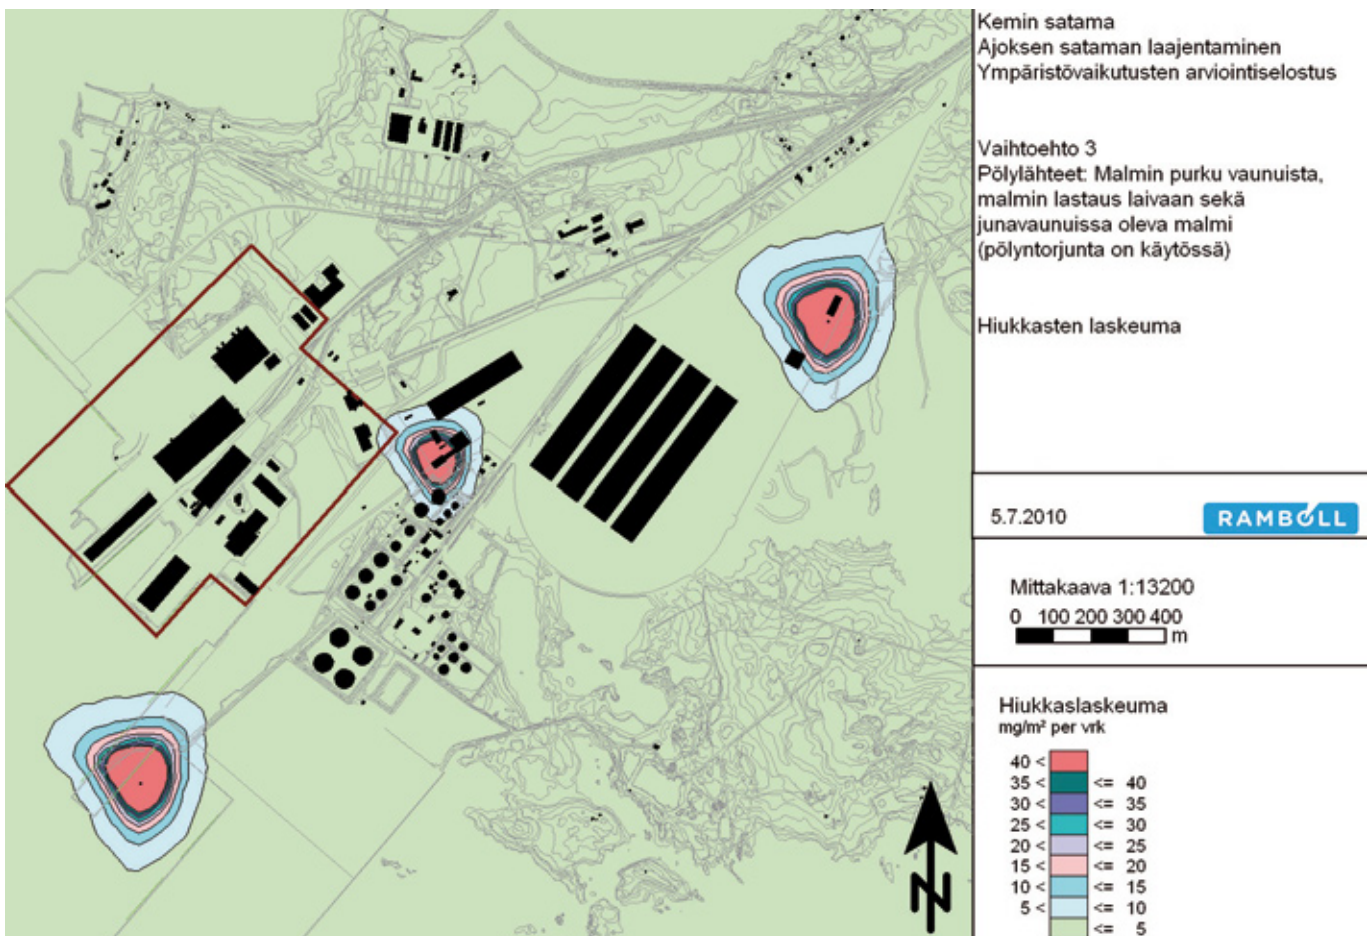 Kemin satama
Ajoksen sataman laajentaminen
Ympäristövaikutusten arviointiselostus
Vaihtoehto 3
Pölylähteet: Malmin purku vaunuista,
malmin lastaus laivaan sekä
junavaunuissa oleva malmi
(pölyntorjunta on käytössä)
Hiukkasten laskeuma
5.7.2010
RAMBOLL
Mittakaava 1:13200
0 100 200 300 400
m
Hiukkaslaskeuma
mg/m² per vrk
40 <
35 < <= 40
30 < <= 35
25 < <= 30
20 < <= 25
15 < <= 20
10 < <= 15
5 < <= 10
<= 5
N